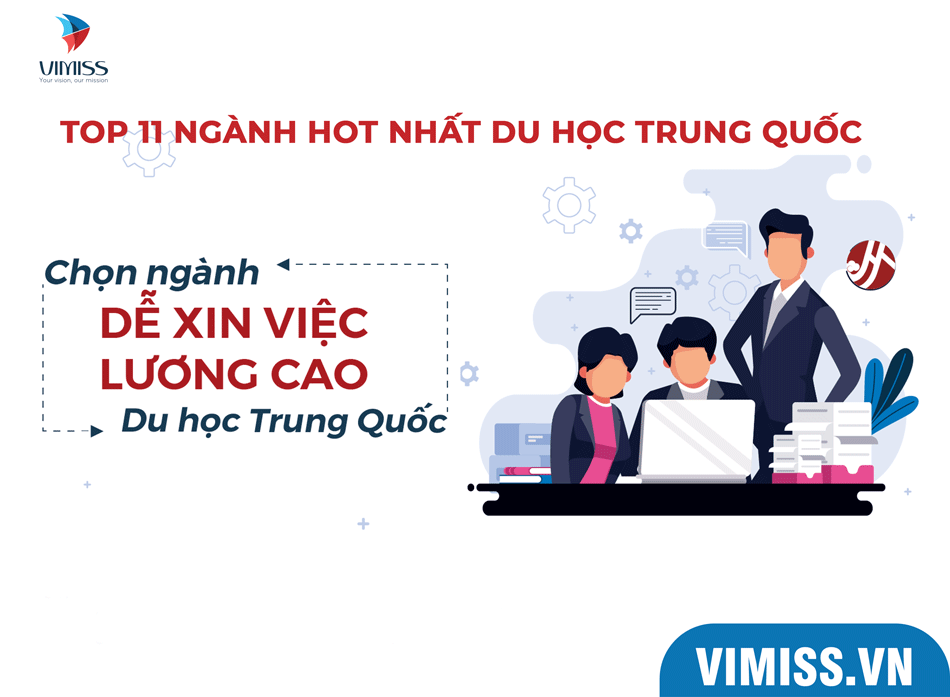 VIMISS
Your vision, our mission
TOP 11 NGÀNH HOT NHẤT DU HỌC TRUNG QUỐC
Chọn ngành
DỄ XIN VIỆC
LƯƠNG CAO
Du học Trung Quốc
VIMISS.VN